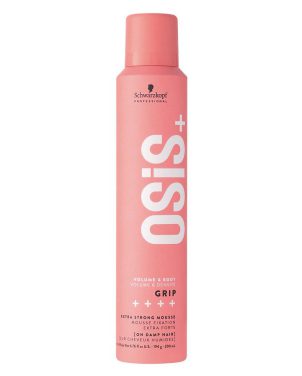 Schwarzkopf
PROFESSIONAL
OSiS+
VOLUME & BODY
VOLUME & DENSITÉ
GRIP
++++
EXTRA STRONG MOUSSE
MOUSSE FIXATION
EXTRA FORTE
[ON DAMP HAIR]
[SUR CHEVEUX HUMIDES]
200mL